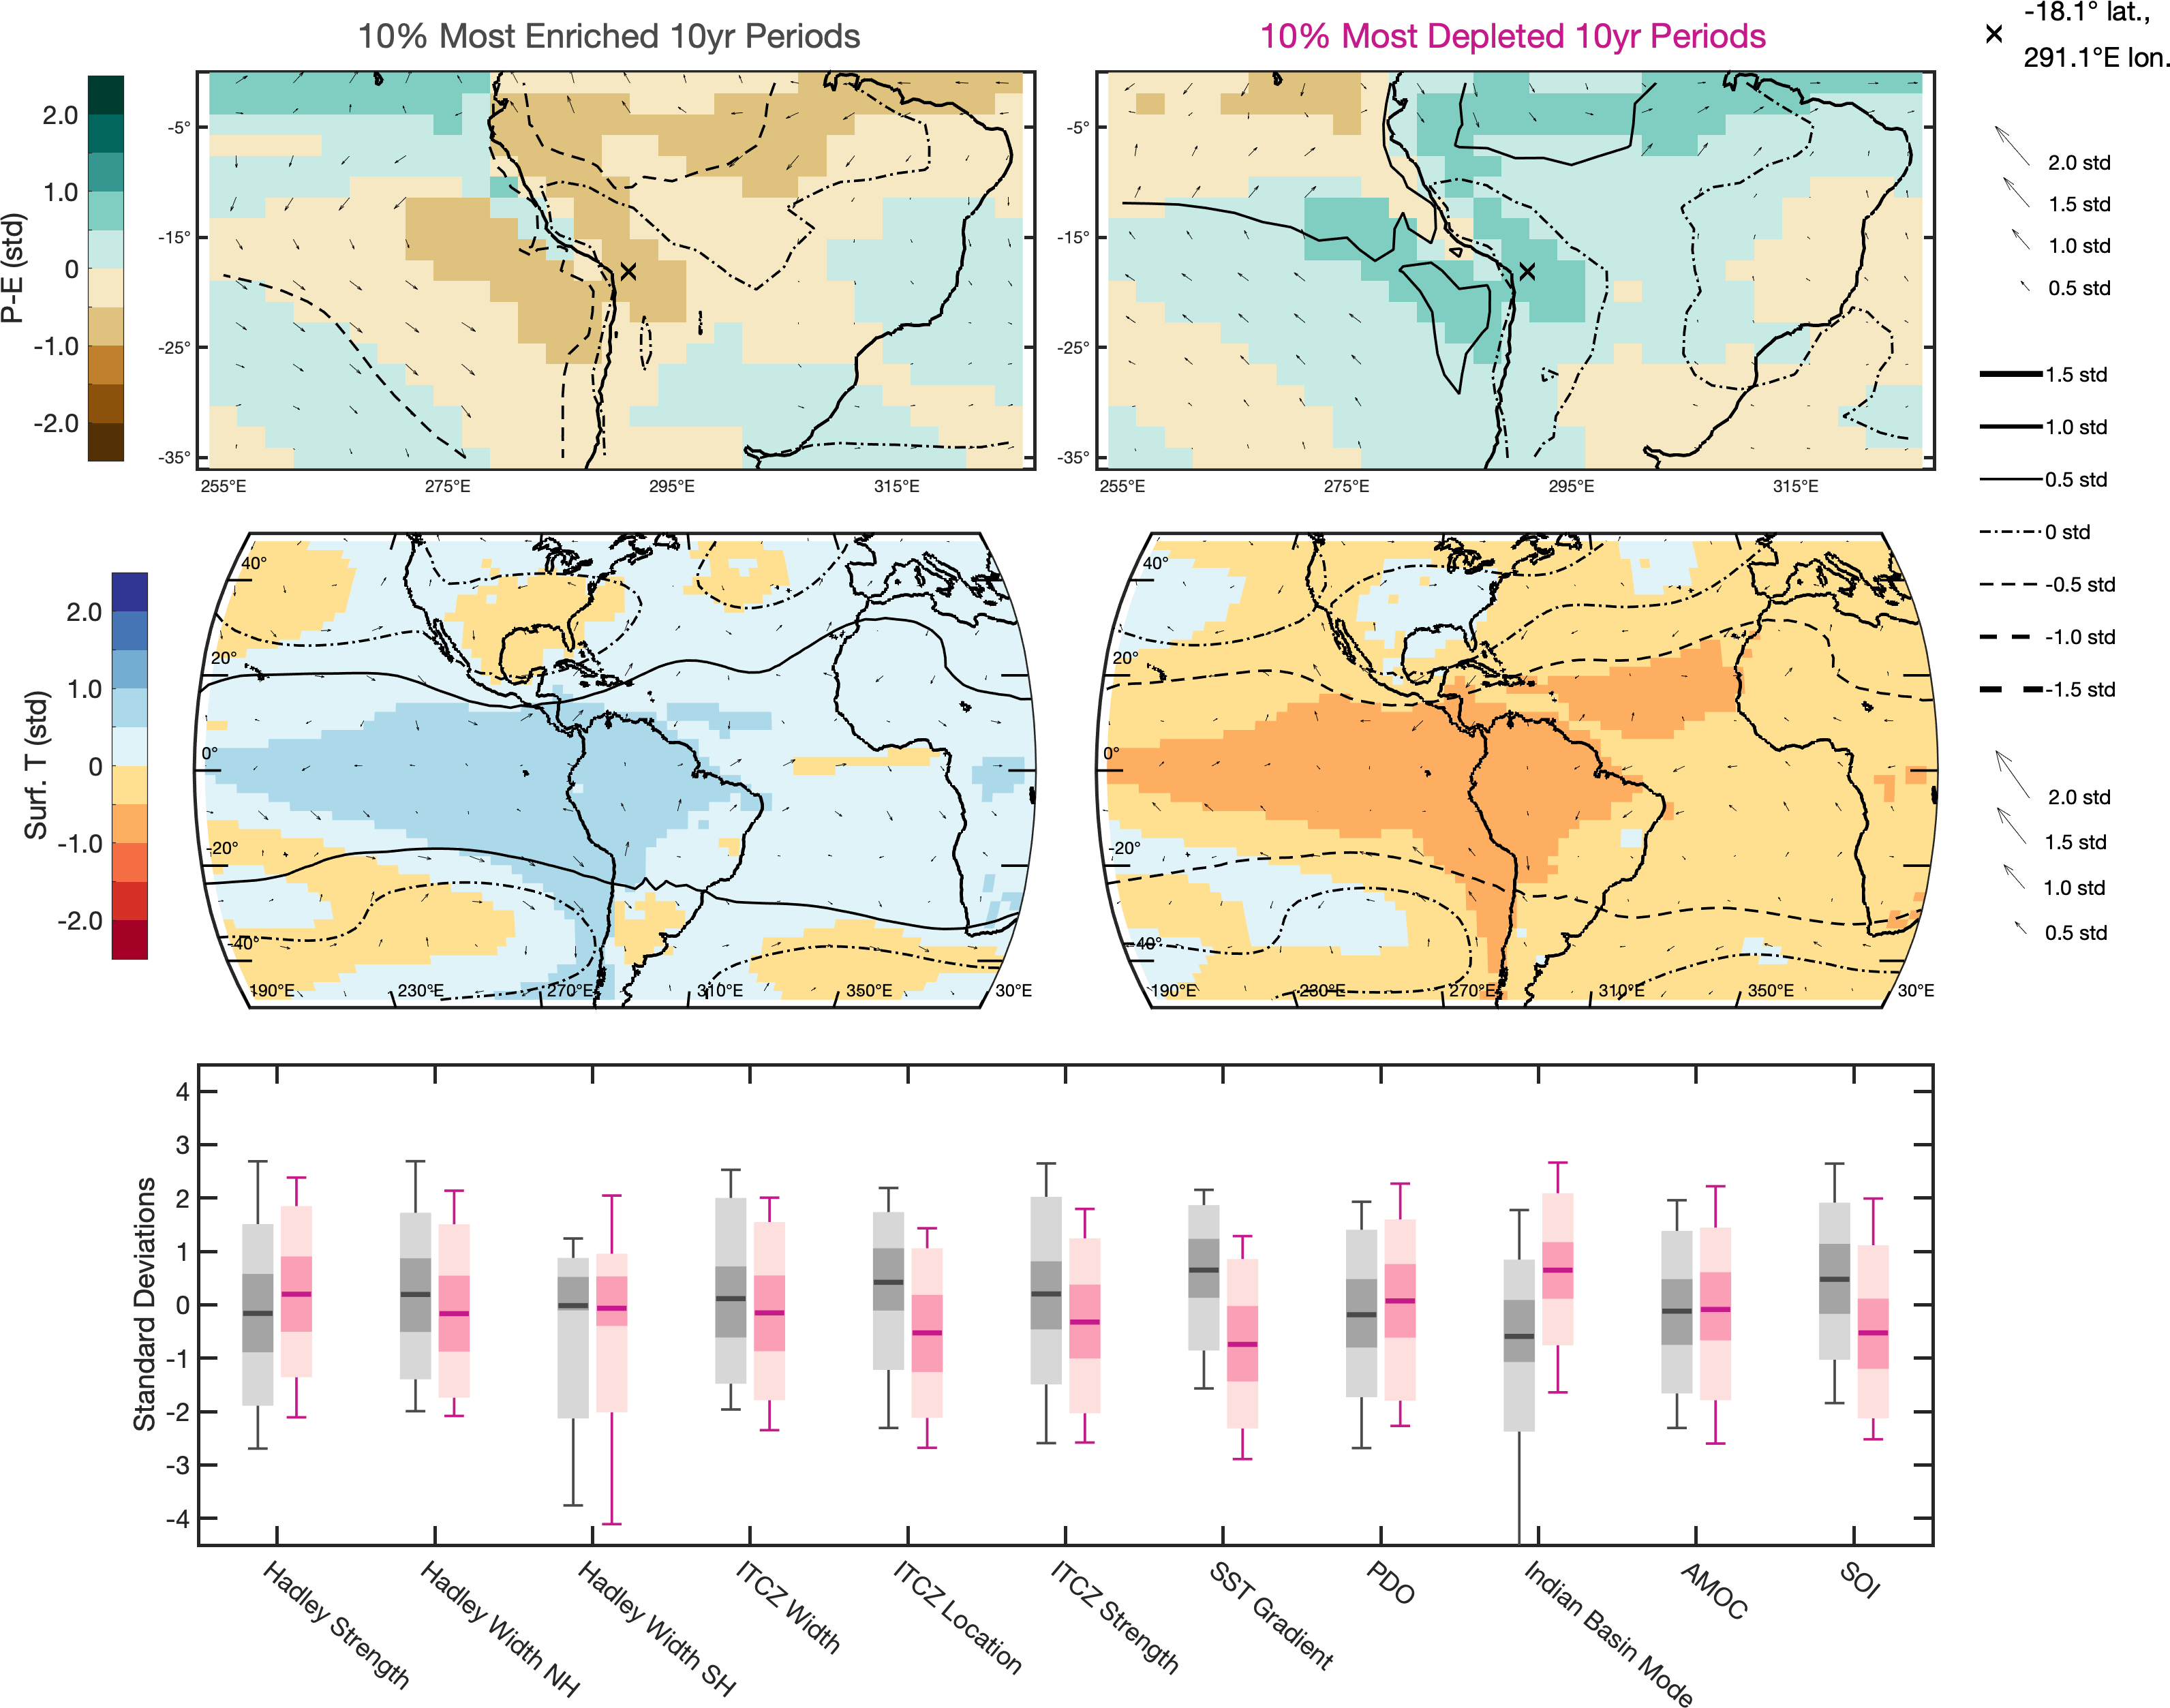 10% Most Enriched 10yr Periods
10% Most Depleted 10yr Periods
-18.1° lat.,
291.1°E lon.
P-E (std)
2.0
1.0
0
-1.0
-2.0
-5°
-15°
-25°
-35°
255°E
275°E
295°E
315°E
-5°
-15°
-25°
-35°
255°E
275°E
295°E
315°E
2.0 std
1.5 std
1.0 std
0.5 std
1.5 std
1.0 std
0.5 std
0 std
-0.5 std
-1.0 std
-1.5 std
Surf. T (std)
2.0
1.0
0
-1.0
-2.0
40°
20°
0°
-20°
-40°
190°E
230°E
270°E
310°E
350°E
30°E
40°
20°
0°
-20°
-40°
190°E
230°E
270°E
310°E
350°E
30°E
2.0 std
1.5 std
1.0 std
0.5 std
Standard Deviations
4
3
2
1
0
-1
-2
-3
-4
Hadley Strength
Hadley Width NH
Hadley Width SH
ITCZ Width
ITCZ Location
ITCZ Strength
SST Gradient
PDO
Indian Basin Mode
AMOC
SOI